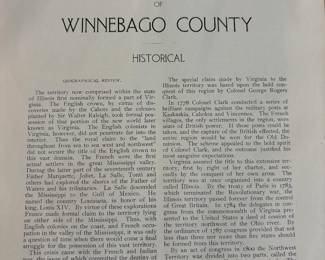 OF
WINNEBAGO COUNTY
HISTORICAL
GEOGRAPHICAL REVIEW.
The territory now comprised within the state
of Illinois first nominally formed a part of Vir-
ginia. The English crown, by virtue of disco-
veries made by the Cabots and the colonies
planted by Sir Walter Raleigh, took formal pos-
session of that portion of the new world later
known as Virginia. The English colonists in
Virginia, however, did not penetrate far into the
interior. Thus the royal claim to the "land
throughout from sea to sea west and northwest"
did not secure the title of the English crown to
this vast domain. The French were the first
actual settlers in the great Mississippi valley.
During the latter part of the seventeenth century
Father Marquette, Joliet, La Salle, Tonti and
others had explored the country of the Father of
Waters and his tributaries. La Salle descended
the Mississippi to the Gulf of Mexico. He
named the country Louisiana, in honor of his
king, Louis XIV. By virtue of these explorations
France made formal claim to the territory lying
on either side of the Mississippi. Thus, with
English colonies on the coast, and French occu-
pation in the valley of the Mississippi, it was only
a question of time when there would come a final
struggle for the possession of this vast territory.
This crisis came with the French and Indian
The special claim made by Virginia to the
Illinois territory was based upon the bold con-
quest of this region by Colonel George Rogers
Clark.
In 1778 Colonel Clark conducted a series of
brilliant campaigns against the military posts at
Kaskaskia, Cahokia and Vincennes. The French
villages, the only settlements in the region, were
seats of British power. If these posts could be
taken, and the capture of the British effected, the
entire region would be won for the Old Do-
minion. The scheme appealed to the bold spirit
of Colonel Clark, and the outcome justified his
most sanguine expectations.
Virginia assured the title to this extensive ter-
ritory, first by right of her charter, and sec-
ondly by the conquest of her own arms. The
territory was at once organized into a county
called Illinois. By the treaty of Paris in 1783,
which terminated the Revolutionary war, the
Illinois territory passed forever from the control
of Great Britain. In 1784 the delegates in con-
gress from the commonwealth of Virginia pre-
sented to the United States a deed of cession of
the territory northwest of the Ohio river. By
the ordinance of 1787 congress provided that not
less than three nor more than five states should
be formed from this territory.
By an act of congress in 1800 the Northwest
Territory was divided into two parts, called the